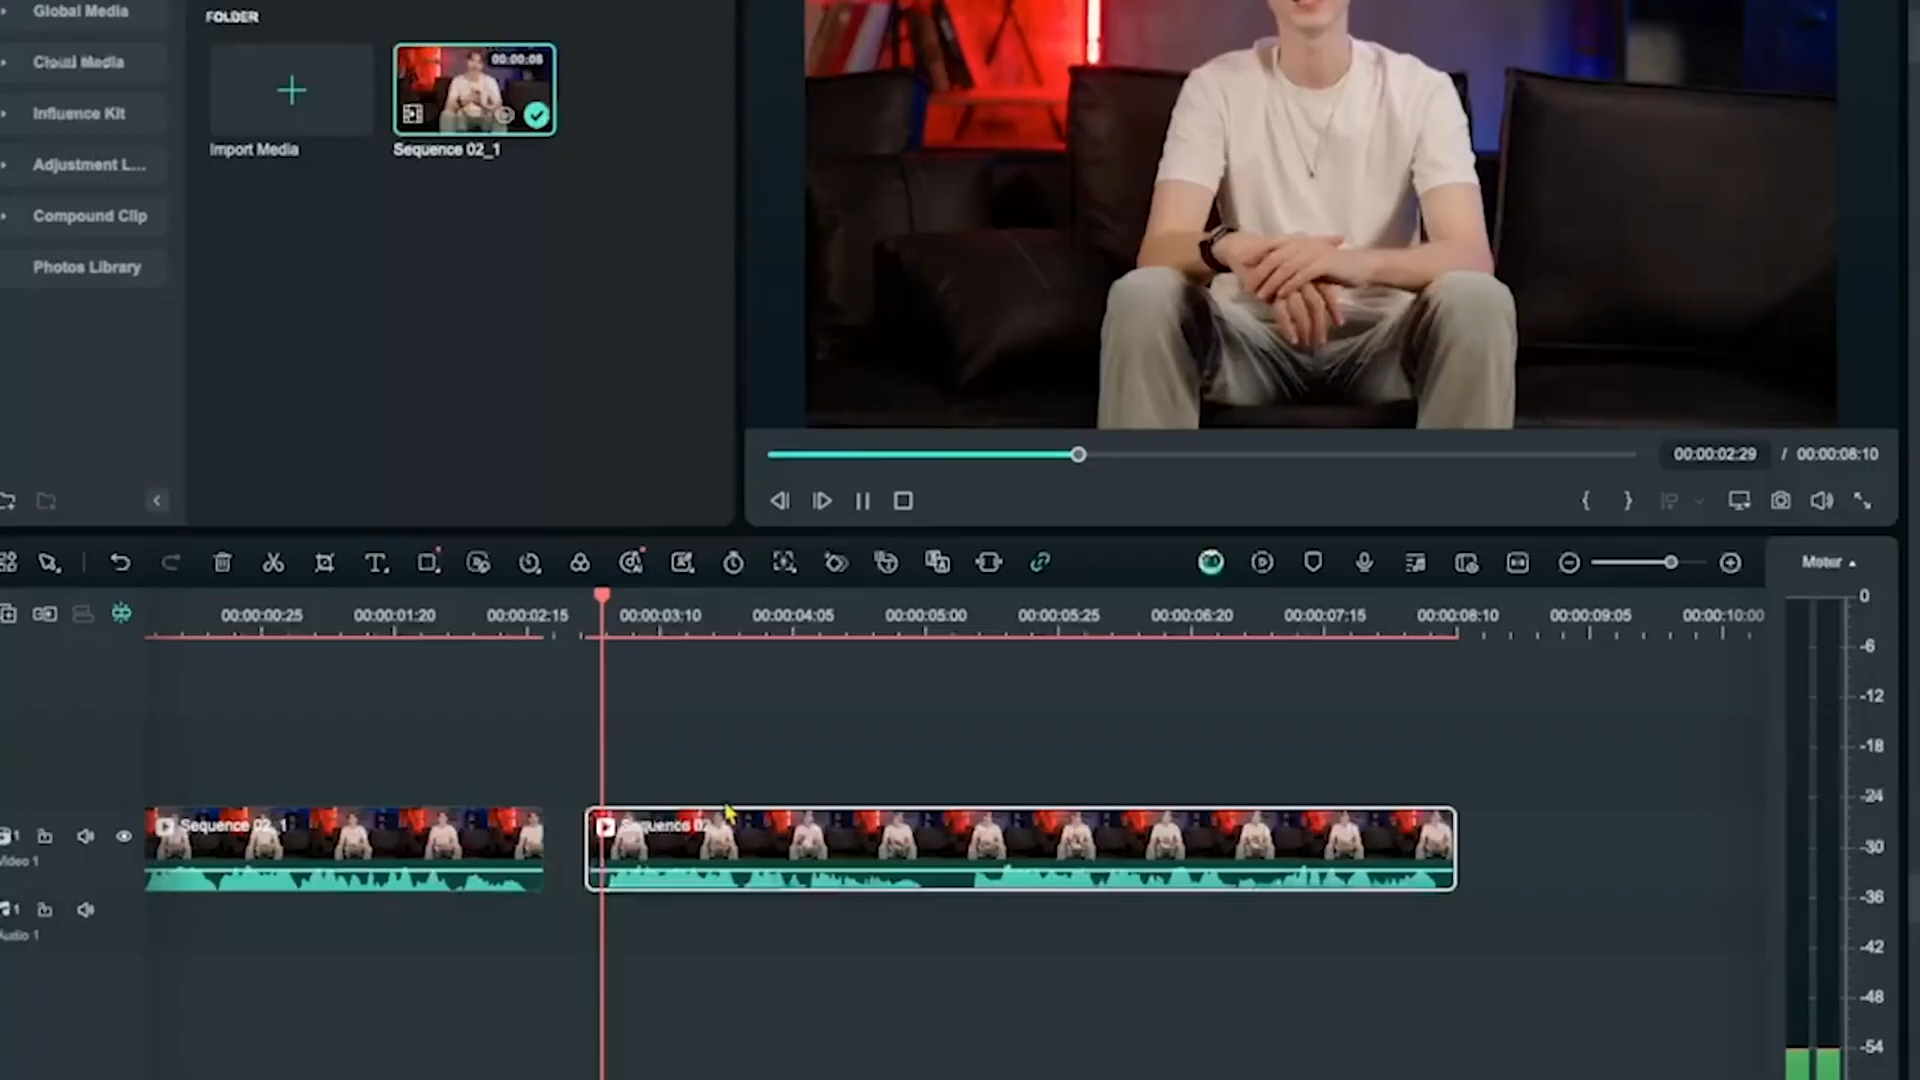 Global Media
FOLDER
Cloud Media
00:00:08
Influence Kit
Import Media
Sequence 02_1
Adjustment L...
Compound Clip
Photos Library
00:00:02:29 / 00:00:08:10
Meter
00:00:00:25 00:00:01:20 00:00:02:15 00:00:03:10 00:00:04:05 00:00:05:00 00:00:05:25 00:00:06:20 00:00:07:15 00:00:08:10 00:00:09:05 00:00:10:00
0
-6
-12
-18
-24
-30
-36
-42
-48
-54
Sequence 02_1
Sequence 02
1
Video 1
1
Audio 1